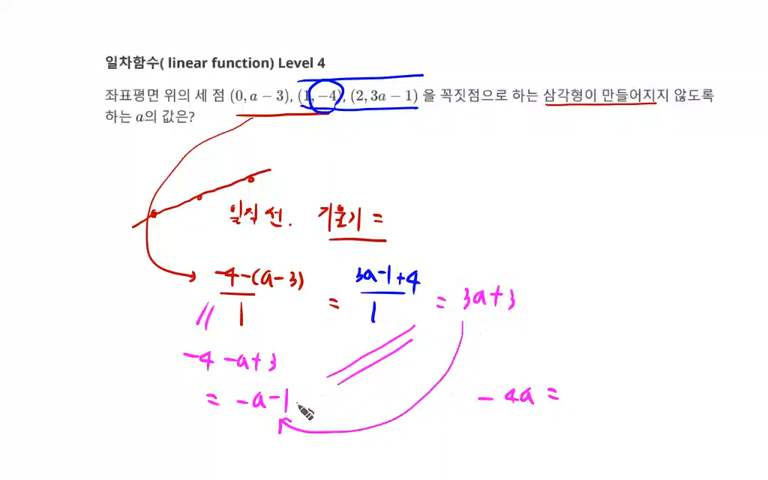 일차함수( linear function) Level 4
좌표평면 위의 세 점 (0, a − 3), (1, −4), (2, 3a − 1) 을 꼭짓점으로 하는 삼각형이 만들어지지 않도록
하는 a의 값은?
일직선. 기울기 =
-4-(a-3)/1 = 3a-1+4/1 = 3a+3
-4 -a+3
= -a-1
-4a =